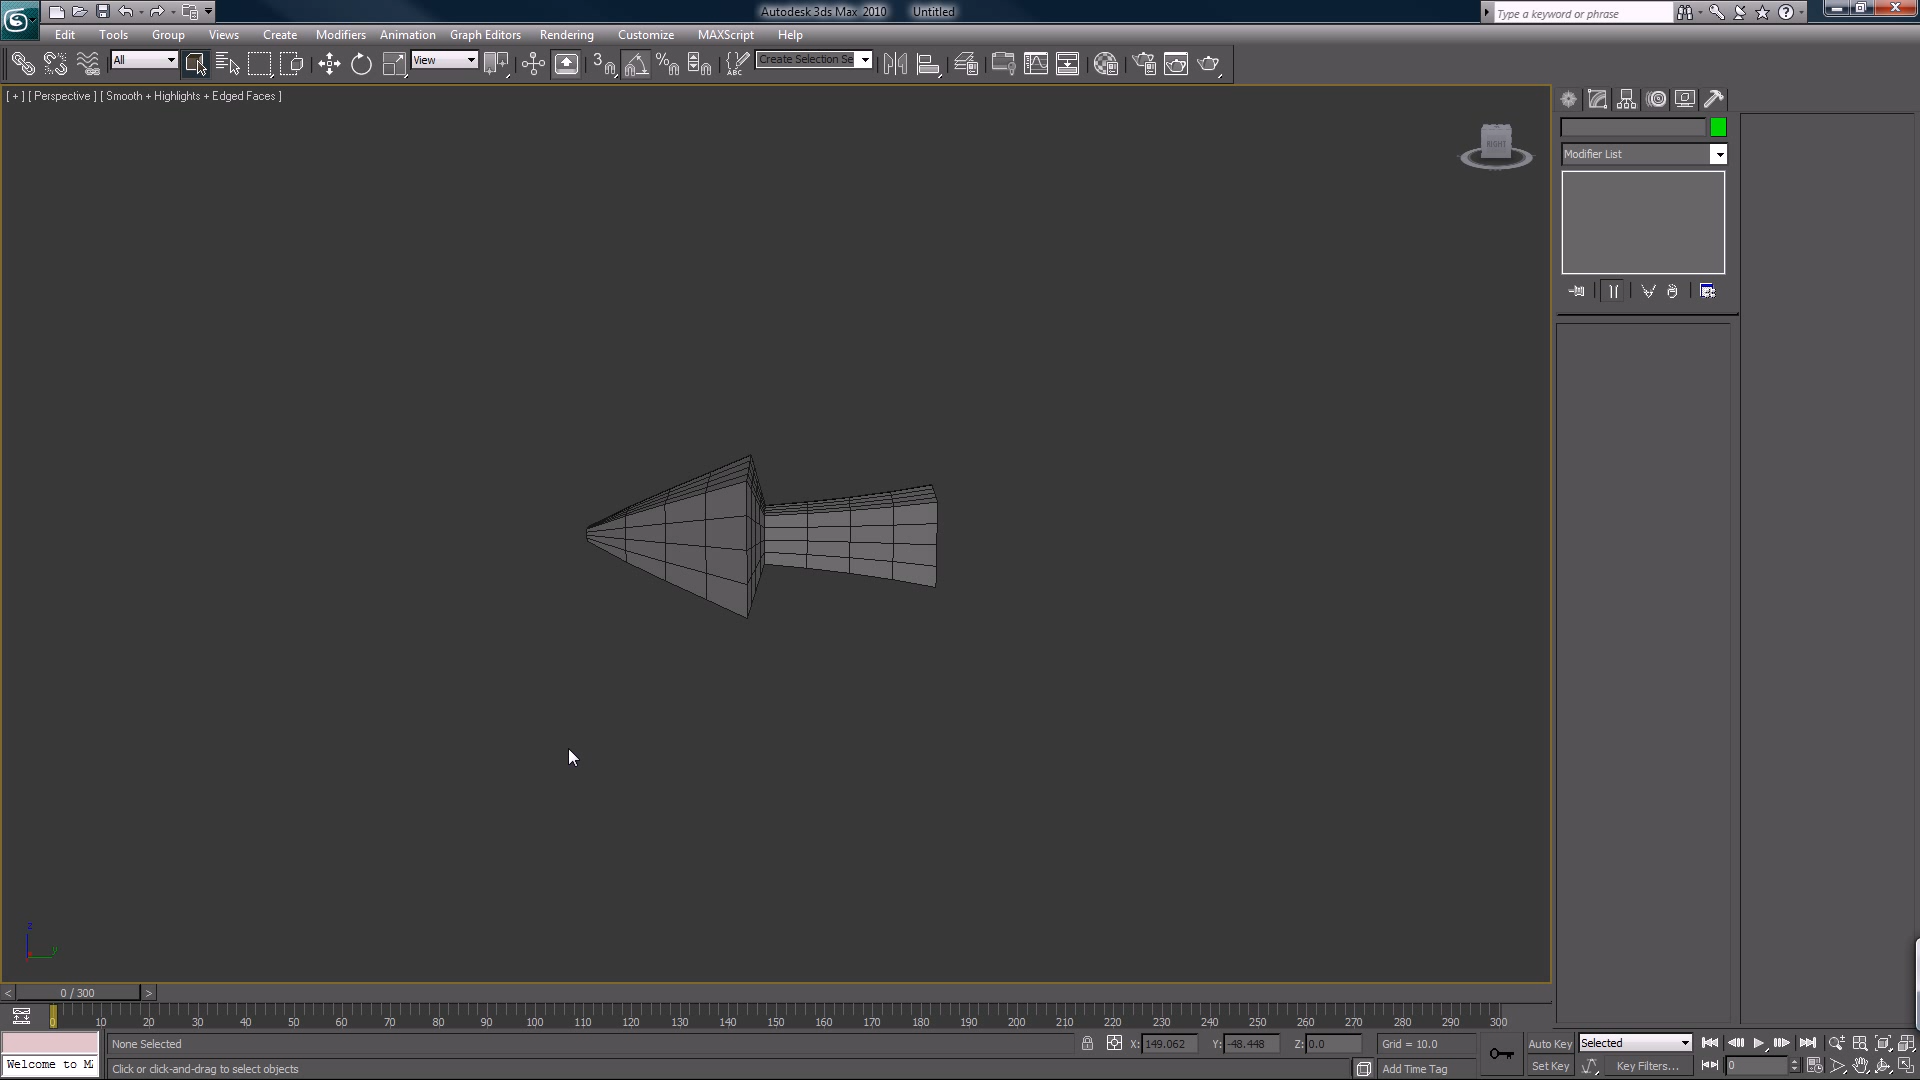 Autodesk 3ds Max 2010 Untitled
Type a keyword or phrase
Edit Tools Group Views Create Modifiers Animation Graph Editors Rendering Customize MAXScript Help
All
View
3
%
ABC
Create Selection Se
[ + ] [ Perspective ] [ Smooth + Highlights + Edged Faces ]
RIGHT
Modifier List
z
y
< 0 / 300 >
0 10 20 30 40 50 60 70 80 90 100 110 120 130 140 150 160 170 180 190 200 210 220 230 240 250 260 270 280 290 300
None Selected
X: 149.062 Y: -48.448 Z: 0.0
Grid = 10.0
Auto Key
Selected
Welcome to M
Click or click-and-drag to select objects
Add Time Tag
Set Key
Key Filters...
0